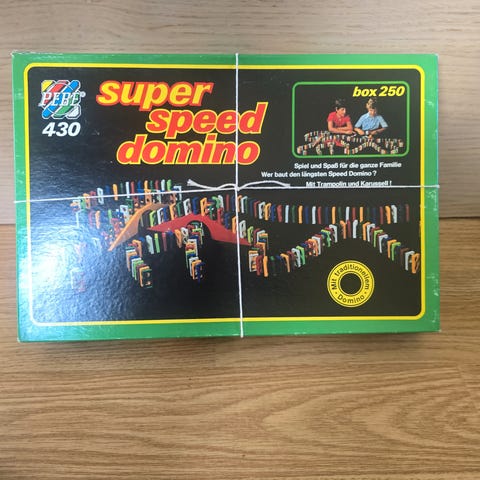 PEBE®
430
super
speed
domino
box 250
Spiel und Spaß für die ganze Familie
Wer baut den längsten Speed Domino?
Mit Trampolin und Karussell!
Mit traditionellem
Domino